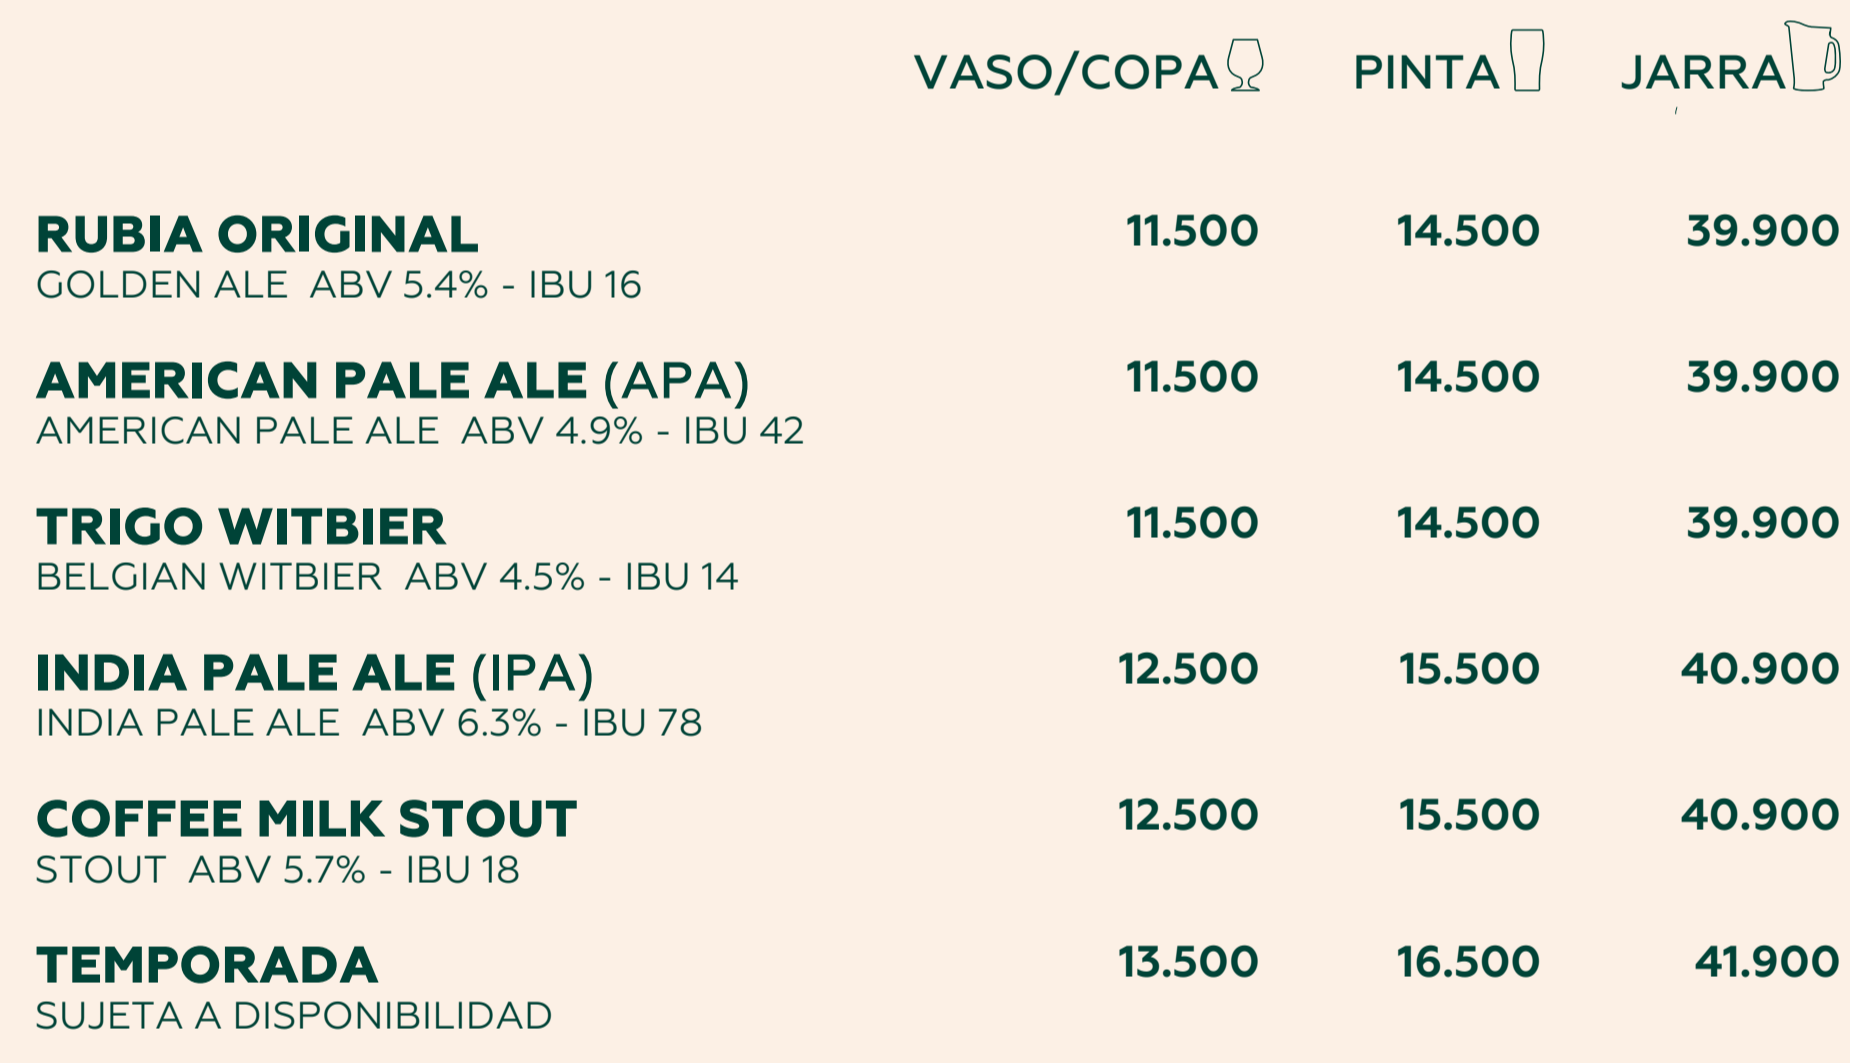 VASO/COPA PINTA JARRA
RUBIA ORIGINAL 11.500 14.500 39.900
GOLDEN ALE ABV 5.4% - IBU 16
AMERICAN PALE ALE (APA) 11.500 14.500 39.900
AMERICAN PALE ALE ABV 4.9% - IBU 42
TRIGO WITBIER 11.500 14.500 39.900
BELGIAN WITBIER ABV 4.5% - IBU 14
INDIA PALE ALE (IPA) 12.500 15.500 40.900
INDIA PALE ALE ABV 6.3% - IBU 78
COFFEE MILK STOUT 12.500 15.500 40.900
STOUT ABV 5.7% - IBU 18
TEMPORADA 13.500 16.500 41.900
SUJETA A DISPONIBILIDAD